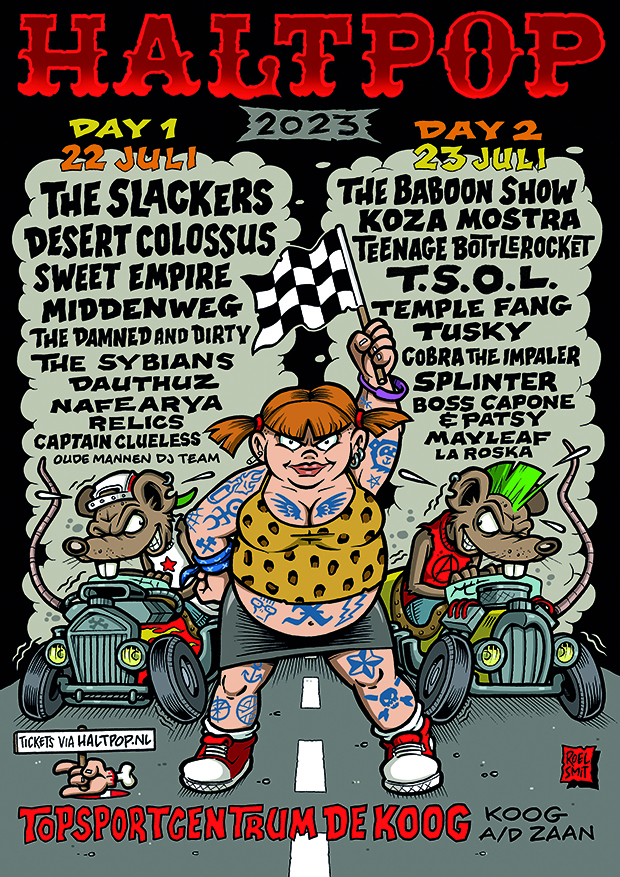 HALTPOP
2023
DAY 1
22 JULI
THE SLACKERS
DESERT COLOSSUS
SWEET EMPIRE
MIDDENWEG
THE DAMNED AND DIRTY
THE SYBIANS
DAUTHUZ
NAFEARYA
RELICS
CAPTAIN CLUELESS
OUDE MANNEN DJ TEAM
DAY 2
23 JULI
THE BABOON SHOW
KOZA MOSTRA
TEENAGE BOTTLEROCKET
T.S.O.L.
TEMPLE FANG
TUSKY
COBRA THE IMPALER
SPLINTER
BOSS CAPONE
& PATSY
MAYLEAF
LA ROSKA
TICKETS VIA HALTPOP.NL
ROEL
SMIT
TOPSPORTCENTRUM DE KOOG
KOOG
A/D ZAAN